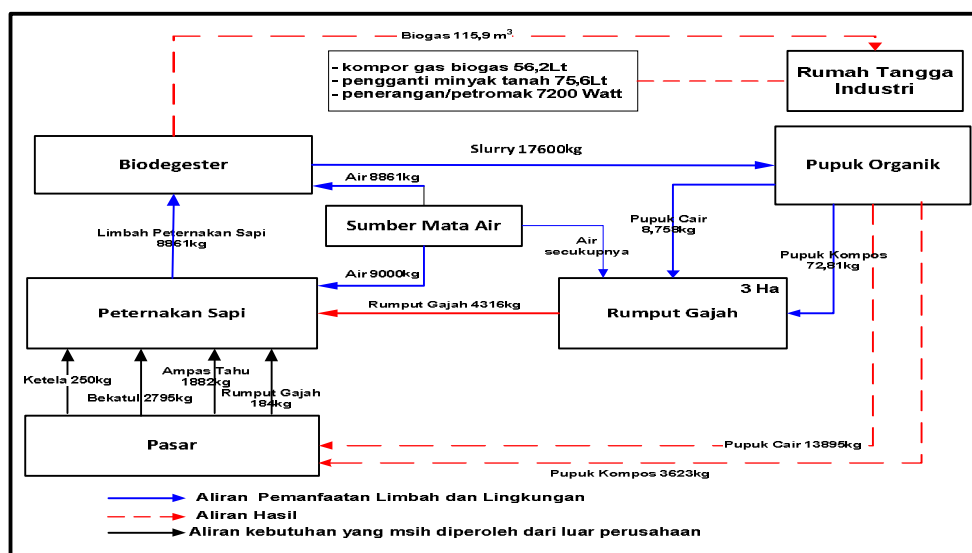 Biogas 115,9 m³
- kompor gas biogas 56,2Lt
- pengganti minyak tanah 75,6Lt
- penerangan/petromak 7200 Watt
Rumah Tangga
Industri
Biodegester
Slurry 17600kg
Pupuk Organik
Air 8861kg
Sumber Mata Air
Limbah Peternakan Sapi
8861kg
Air
secukupnya
Pupuk Cair
8,758kg
Pupuk Kompos
72,81kg
Air 9000kg
Peternakan Sapi
Rumput Gajah 4316kg
3 Ha
Rumput Gajah
Ketela 250kg
Bekatul 2795kg
Ampas Tahu
1882kg
Rumput Gajah
184kg
Pasar
Pupuk Cair 13895kg
Pupuk Kompos 3623kg
Aliran Pemanfaatan Limbah dan Lingkungan
Aliran Hasil
Aliran kebutuhan yang msih diperoleh dari luar perusahaan